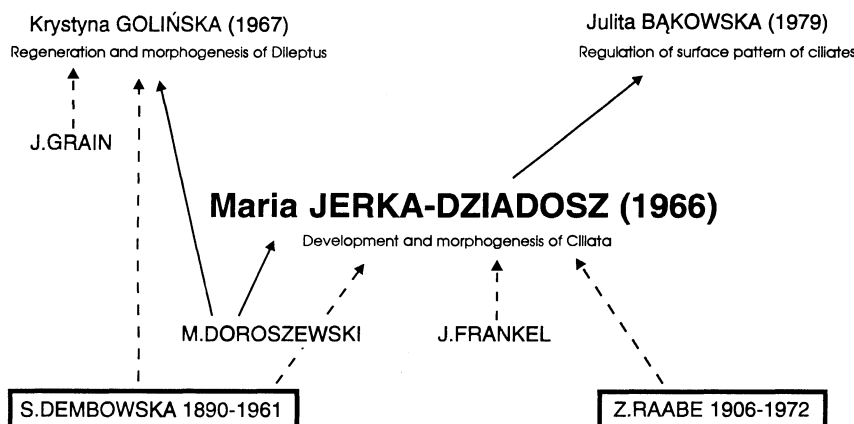 Krystyna GOLIŃSKA (1967)
Regeneration and morphogenesis of Dileptus
Julita BĄKOWSKA (1979)
Regulation of surface pattern of ciliates
J.GRAIN
Maria JERKA-DZIADOSZ (1966)
Development and morphogenesis of Ciliata
M.DOROSZEWSKI
J.FRANKEL
S.DEMBOWSKA 1890-1961
Z.RAABE 1906-1972